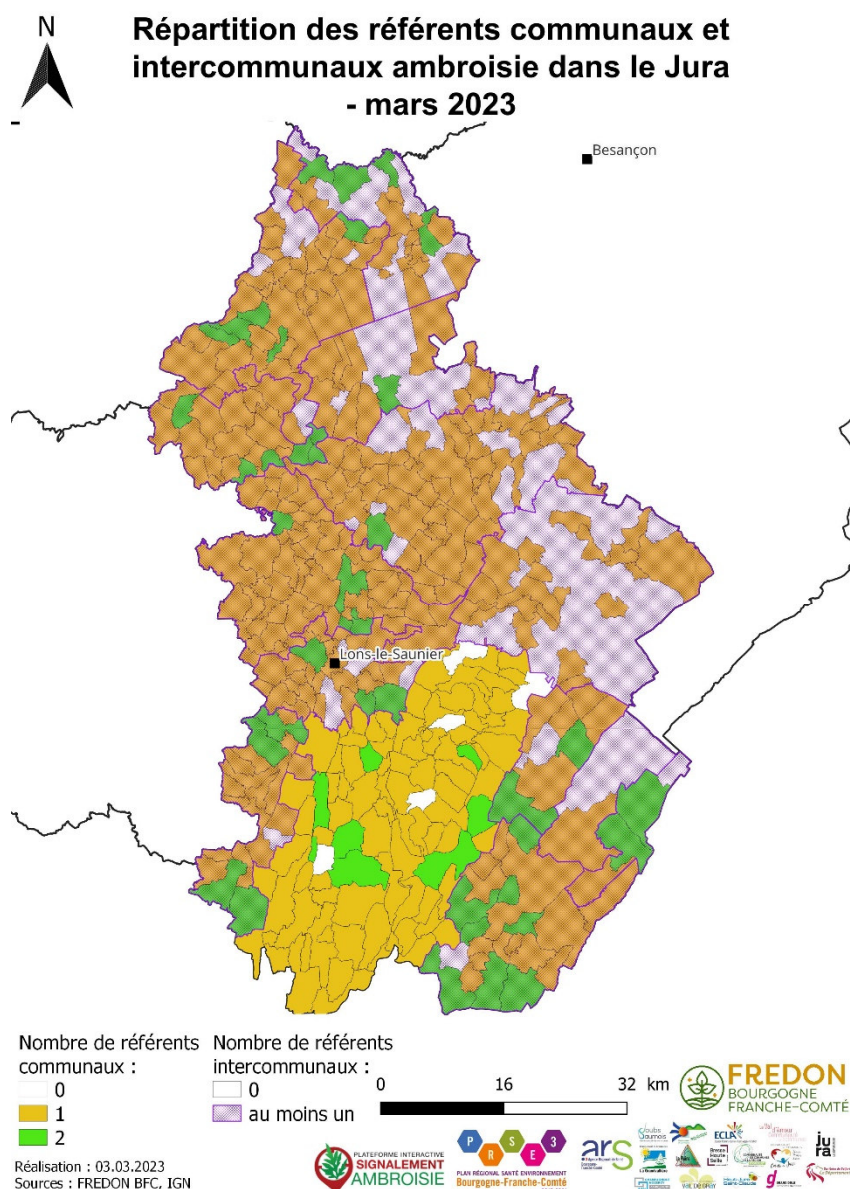 N
Répartition des référents communaux et
intercommunaux ambroisie dans le Jura
- mars 2023
Besançon
Lons-le-Saunier
Nombre de référents
communaux :
0
1
2
Nombre de référents
intercommunaux :
0
au moins un
0 16 32 km
FREDON
BOURGOGNE
FRANCHE-COMTÉ
Réalisation : 03.03.2023
Sources : FREDON BFC, IGN
PLATEFORME INTERACTIVE
SIGNALEMENT
AMBROISIE
P R S E 3
PLAN RÉGIONAL SANTÉ ENVIRONNEMENT
Bourgogne-Franche-Comté
ars
ECLA
jura